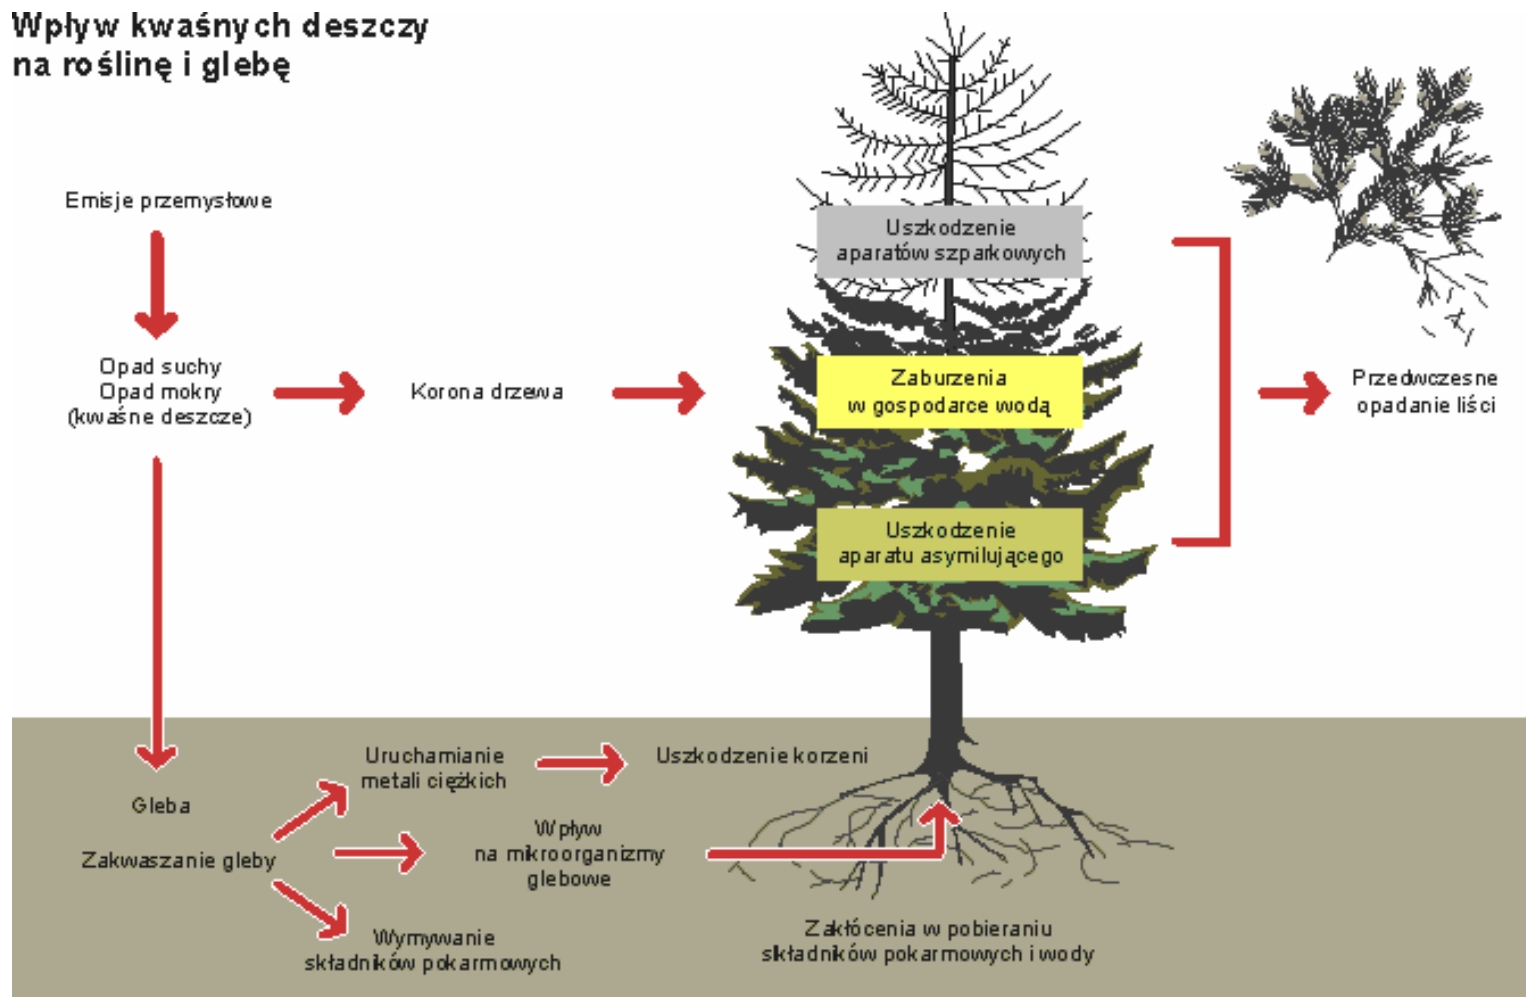 Wpływ kwaśnych deszczy
na roślinę i glebę
Emisje przemysłowe
Opad suchy
Opad mokry
(kwaśne deszcze)
Korona drzewa
Uszkodzenie
aparatów szparkowych
Zaburzenia
w gospodarce wodą
Uszkodzenie
aparatu asymilującego
Przedwczesne
opadanie liści
Gleba
Zakwaszanie gleby
Uruchamianie
metali ciężkich
Uszkodzenie korzeni
Wpływ
na mikroorganizmy
glebowe
Wymywanie
składników pokarmowych
Zakłócenia w pobieraniu
składników pokarmowych i wody